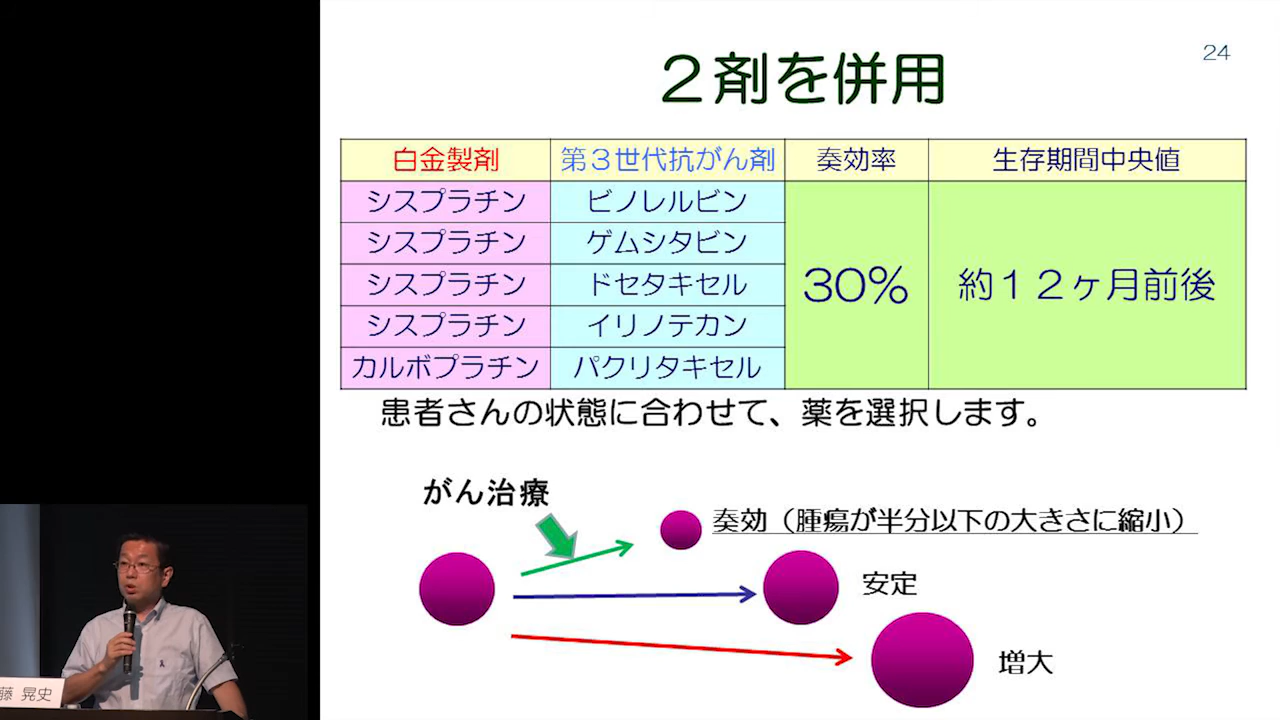 24
２剤を併用
白金製剤 第３世代抗がん剤 奏効率 生存期間中央値
シスプラチン ビノレルビン
シスプラチン ゲムシタビン
シスプラチン ドセタキセル 30% 約１２ヶ月前後
シスプラチン イリノテカン
カルボプラチン パクリタキセル
患者さんの状態に合わせて、薬を選択します。
がん治療
奏効（腫瘍が半分以下の大きさに縮小）
安定
増大
藤 晃史